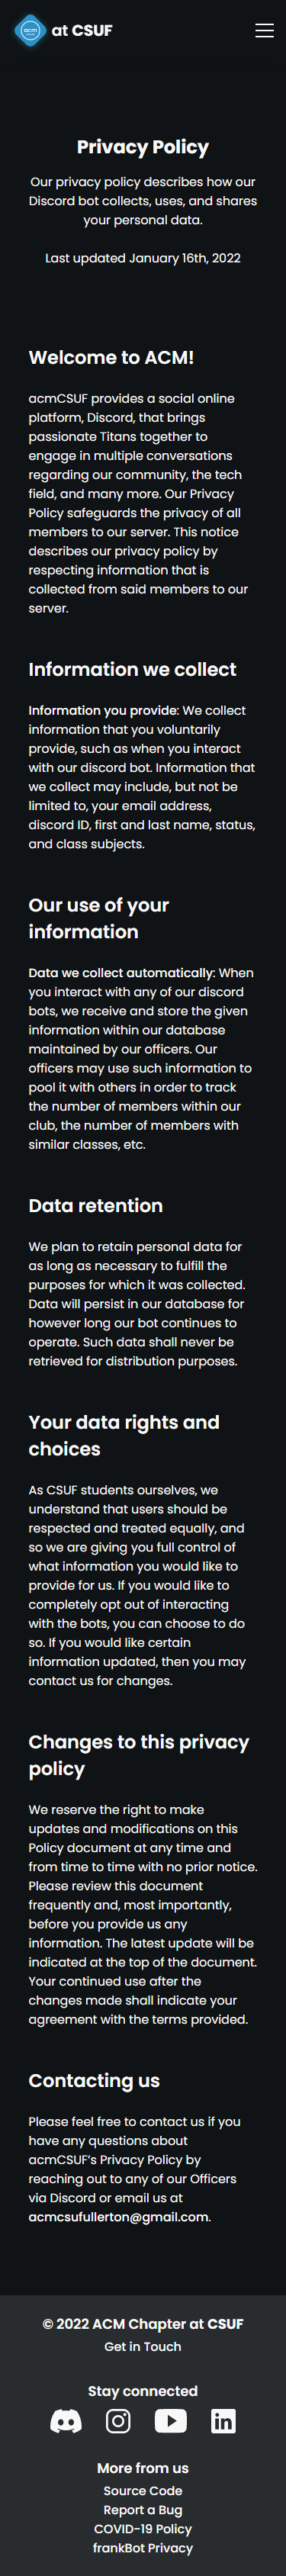 acm
at CSUF
Privacy Policy
Our privacy policy describes how our
Discord bot collects, uses, and shares
your personal data.
Last updated January 16th, 2022
Welcome to ACM!
acmCSUF provides a social online
platform, Discord, that brings
passionate Titans together to
engage in multiple conversations
regarding our community, the tech
field, and many more. Our Privacy
Policy safeguards the privacy of all
members to our server. This notice
describes our privacy policy by
respecting information that is
collected from said members to our
server.
Information we collect
Information you provide: We collect
information that you voluntarily
provide, such as when you interact
with our discord bot. Information that
we collect may include, but not be
limited to, your email address,
discord ID, first and last name, status,
and class subjects.
Our use of your
information
Data we collect automatically: When
you interact with any of our discord
bots, we receive and store the given
information within our database
maintained by our officers. Our
officers may use such information to
pool it with others in order to track
the number of members within our
club, the number of members with
similar classes, etc.
Data retention
We plan to retain personal data for
as long as necessary to fulfill the
purposes for which it was collected.
Data will persist in our database for
however long our bot continues to
operate. Such data shall never be
retrieved for distribution purposes.
Your data rights and
choices
As CSUF students ourselves, we
understand that users should be
respected and treated equally, and
so we are giving you full control of
what information you would like to
provide for us. If you would like to
completely opt out of interacting
with the bots, you can choose to do
so. If you would like certain
information updated, then you may
contact us for changes.
Changes to this privacy
policy
We reserve the right to make
updates and modifications on this
Policy document at any time and
from time to time with no prior notice.
Please review this document
frequently and, most importantly,
before you provide us any
information. The latest update will be
indicated at the top of the document.
Your continued use after the
changes made shall indicate your
agreement with the terms provided.
Contacting us
Please feel free to contact us if you
have any questions about
acmCSUF's Privacy Policy by
reaching out to any of our Officers
via Discord or email us at
acmcsufullerton@gmail.com.
© 2022 ACM Chapter at CSUF
Get in Touch
Stay connected
in
More from us
Source Code
Report a Bug
COVID-19 Policy
frankBot Privacy